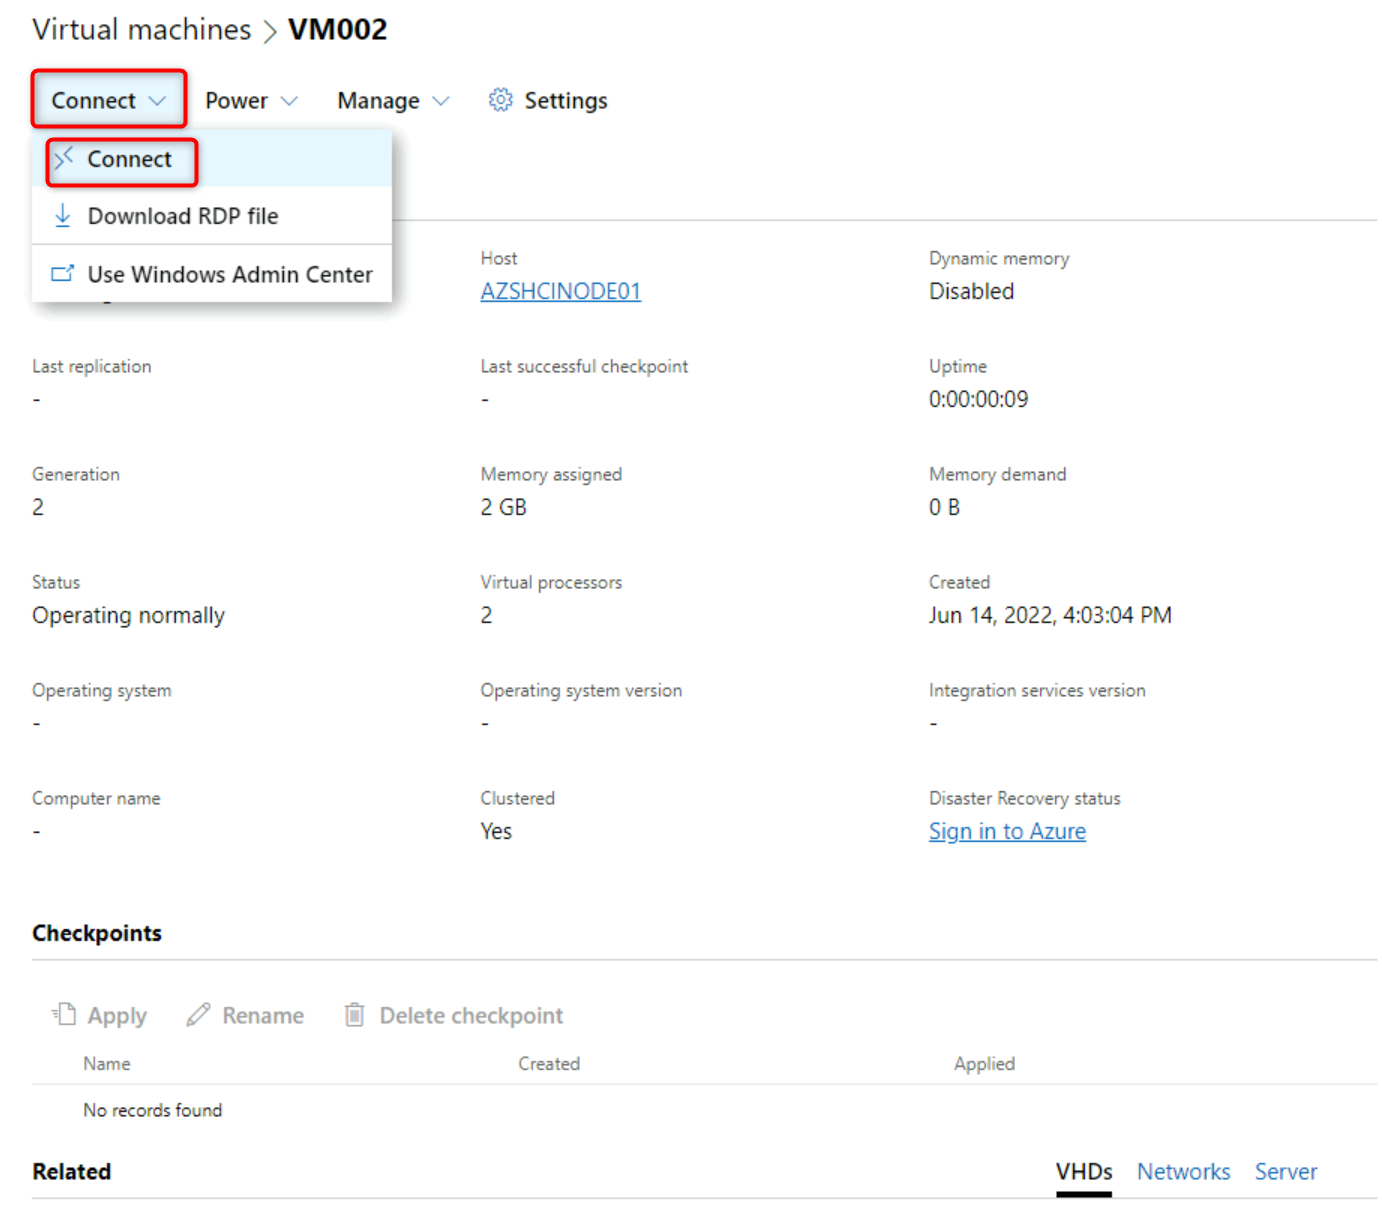 Virtual machines > VM002
Connect Power Manage Settings
Connect
Download RDP file
Use Windows Admin Center
Host Dynamic memory
AZSHCINODE01 Disabled
Last replication Last successful checkpoint Uptime
- - 0:00:00:09
Generation Memory assigned Memory demand
2 2 GB 0 B
Status Virtual processors Created
Operating normally 2 Jun 14, 2022, 4:03:04 PM
Operating system Operating system version Integration services version
- - -
Computer name Clustered Disaster Recovery status
- Yes Sign in to Azure
Checkpoints
Apply Rename Delete checkpoint
Name Created Applied
No records found
Related VHDs Networks Server